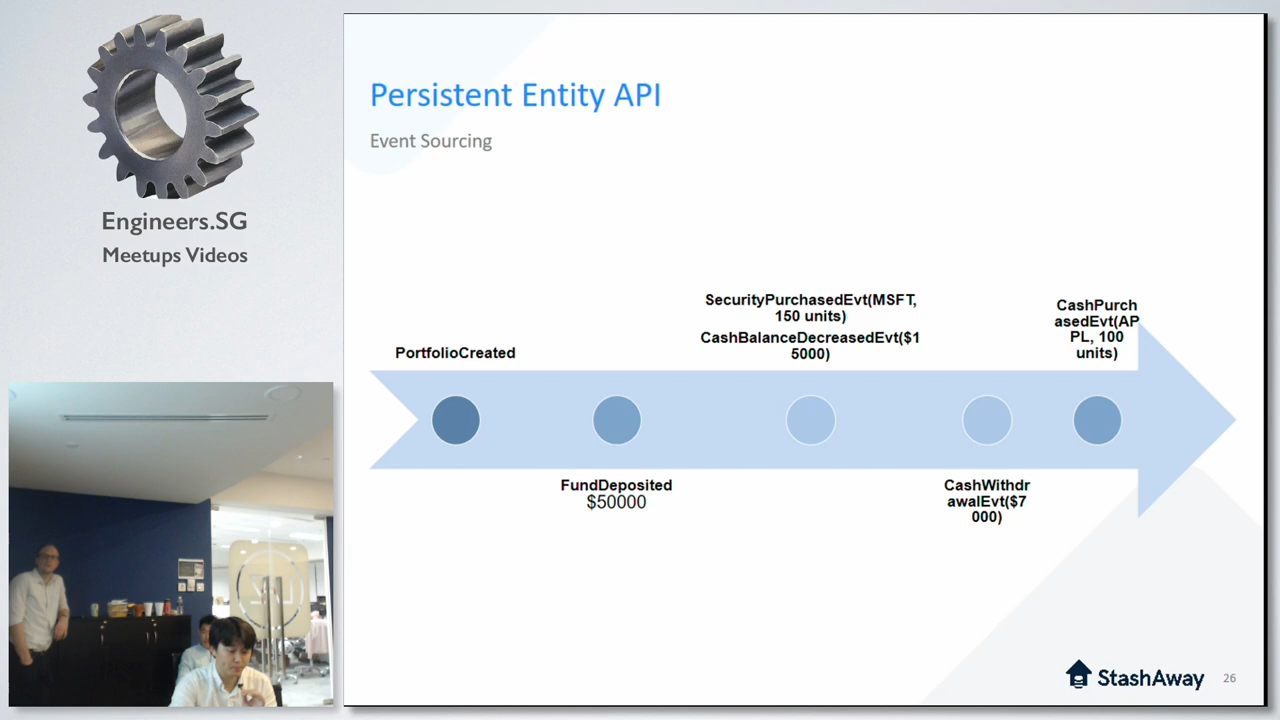 Engineers.SG
Meetups Videos
Persistent Entity API
Event Sourcing
PortfolioCreated
FundDeposited
$50000
SecurityPurchasedEvt(MSFT,
150 units)
CashBalanceDecreasedEvt($1
5000)
CashWithdr
awalEvt($7
000)
CashPurch
asedEvt(AP
PL, 100
units)
StashAway
26